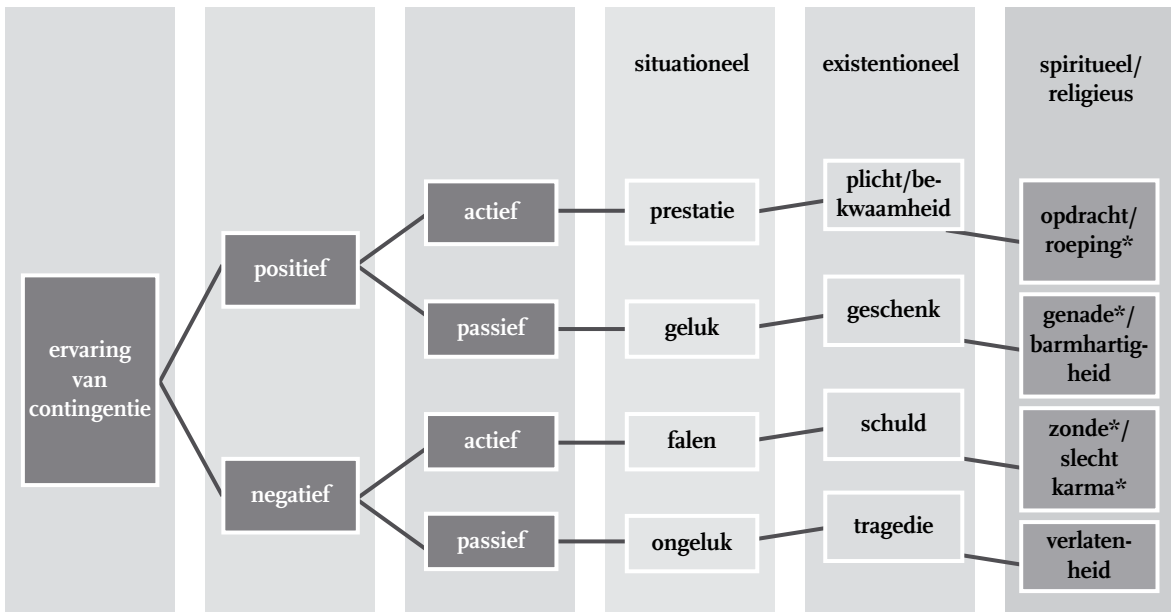 situationeel
existentioneel
spiritueel/
religieus
ervaring
van
contingentie
positief
negatief
actief
passief
actief
passief
prestatie
geluk
falen
ongeluk
plicht/be-
kwaamheid
geschenk
schuld
tragedie
opdracht/
roeping*
genade*/
barmhartig-
heid
zonde*/
slecht
karma*
verlaten-
heid